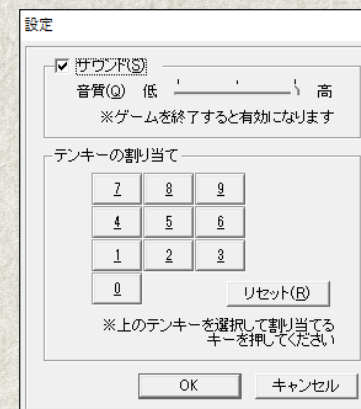 設定
サウンド(S)
音質(Q) 低 高
※ゲームを終了すると有効になります
テンキーの割り当て
7 8 9
4 5 6
1 2 3
0
リセット(R)
※上のテンキーを選択して割り当てる
キーを押してください
OK キャンセル